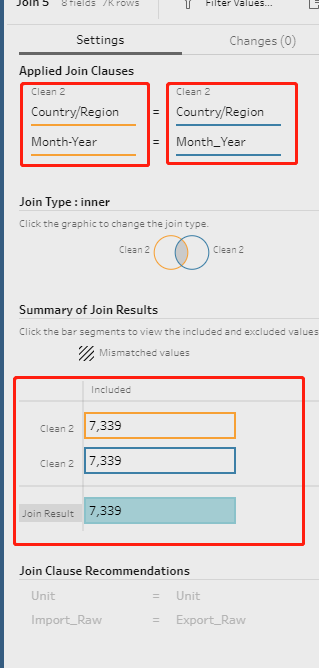 Join 5 8 fields 7K rows Filter Values...
Settings Changes (0)
Applied Join Clauses
Clean 2 Clean 2
Country/Region = Country/Region
Month-Year = Month_Year
Join Type : inner
Click the graphic to change the join type.
Clean 2 Clean 2
Summary of Join Results
Click the bar segments to view the included and excluded values
Mismatched values
Included
Clean 2 7,339
Clean 2 7,339
Join Result 7,339
Join Clause Recommendations
Unit = Unit
Import_Raw = Export_Raw